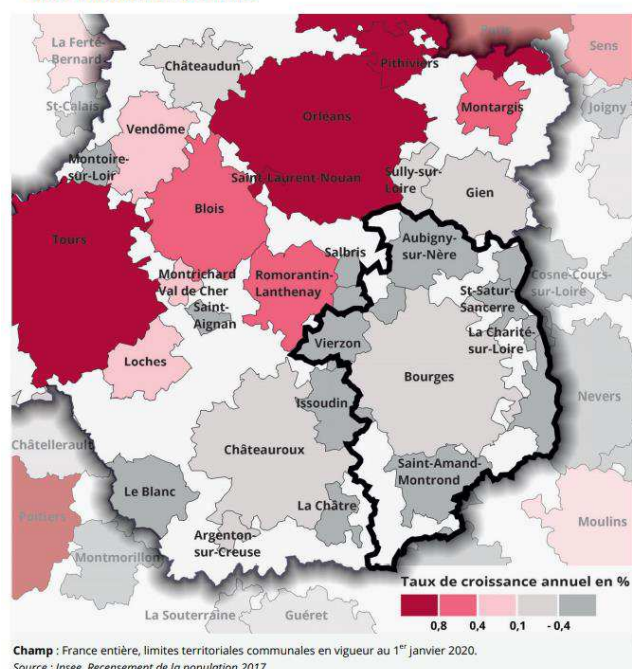 Paris
La Ferté-
Bernard
Sens
Châteaudun
Pithiviers
St-Calais
Montargis
Joigny
Orléans
Vendôme
Montoire-
sur-Loir
Saint-Laurent-Nouan
Sully-sur-
Loire
Gien
Blois
Tours
Salbris
Aubigny-
sur-Nère
Montrichard
Val de Cher
Romorantin-
Lanthenay
St-Satur-
Sancerre
Cosne-Cours-
sur-Loire
Saint-
Aignan
La Charité-
sur-Loire
Vierzon
Loches
Bourges
Nevers
Issoudin
Châtellerault
Châteauroux
Saint-Amand-
Montrond
Le Blanc
La Châtre
Poitiers
Argenton-
sur-Creuse
Moulins
Montmorillon
La Souterraine
Guéret
Taux de croissance annuel en %
0,8 0,4 0,1 - 0,4
Champ : France entière, limites territoriales communales en vigueur au 1er janvier 2020.
Source : Insee, Recensement de la population 2017